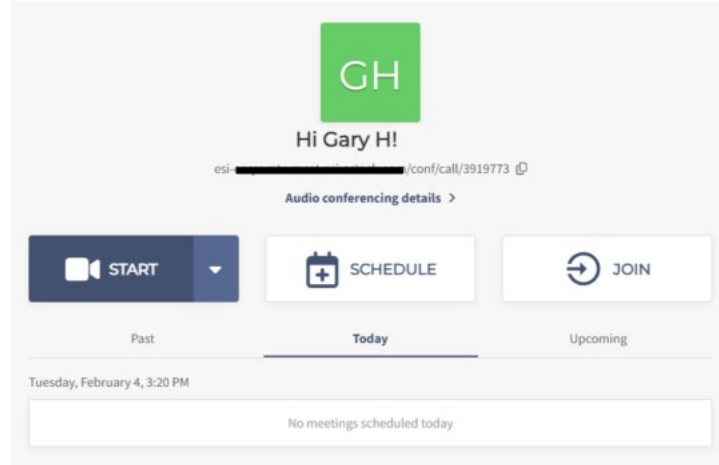 GH
Hi Gary H!
esi- /conf/call/3919773
Audio conferencing details >
START
SCHEDULE
JOIN
Past
Today
Upcoming
Tuesday, February 4, 3:20 PM
No meetings scheduled today